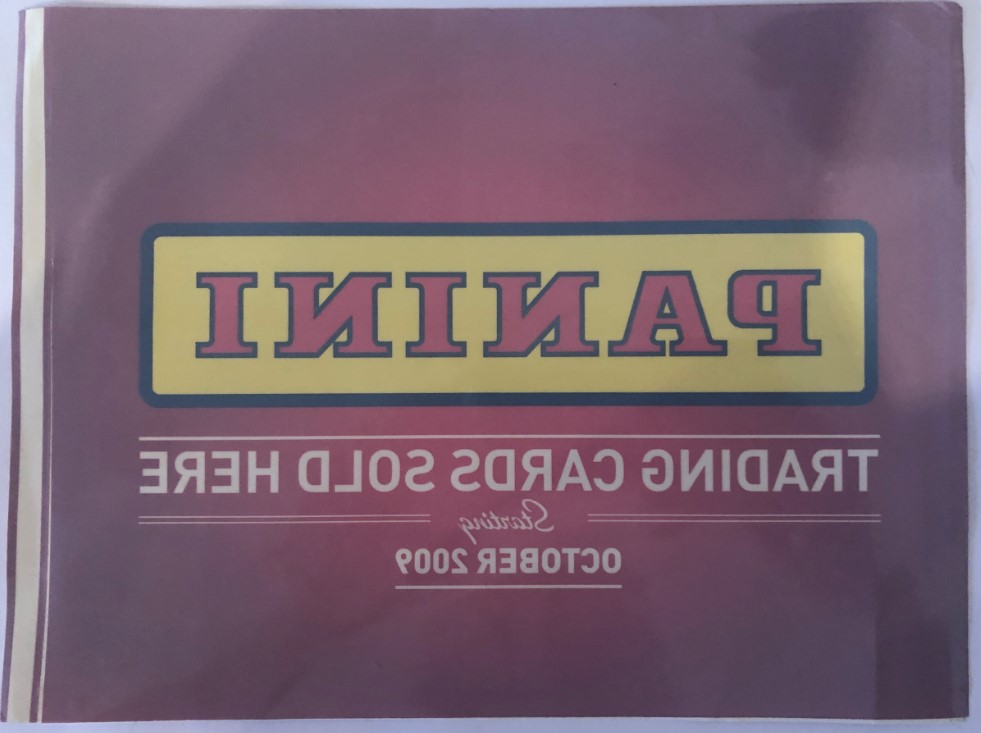 PANINI
TRADING CARDS SOLD HERE
Starting
OCTOBER 2009